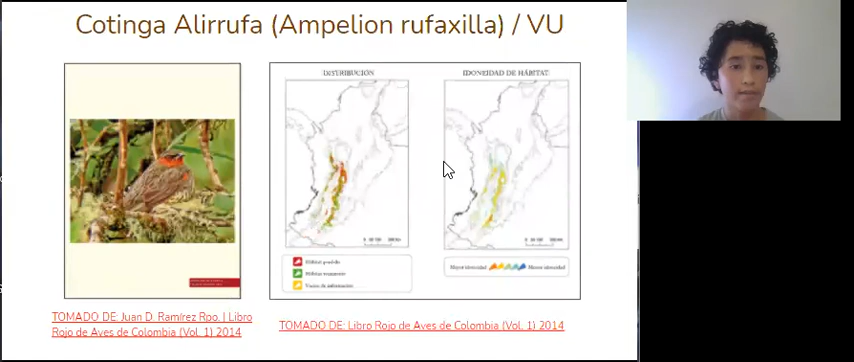 Cotinga Alirrufa (Ampelion rufaxilla) / VU
DISTRIBUCIÓN
IDONEIDAD DE HÁBITAT
Hábitat perdido
Hábitat remanente
Vacíos de información
Mayor idoneidad
Menor idoneidad
TOMADO DE: Juan D. Ramírez Rpo. | Libro
Rojo de Aves de Colombia (Vol. 1) 2014
TOMADO DE: Libro Rojo de Aves de Colombia (Vol. 1) 2014